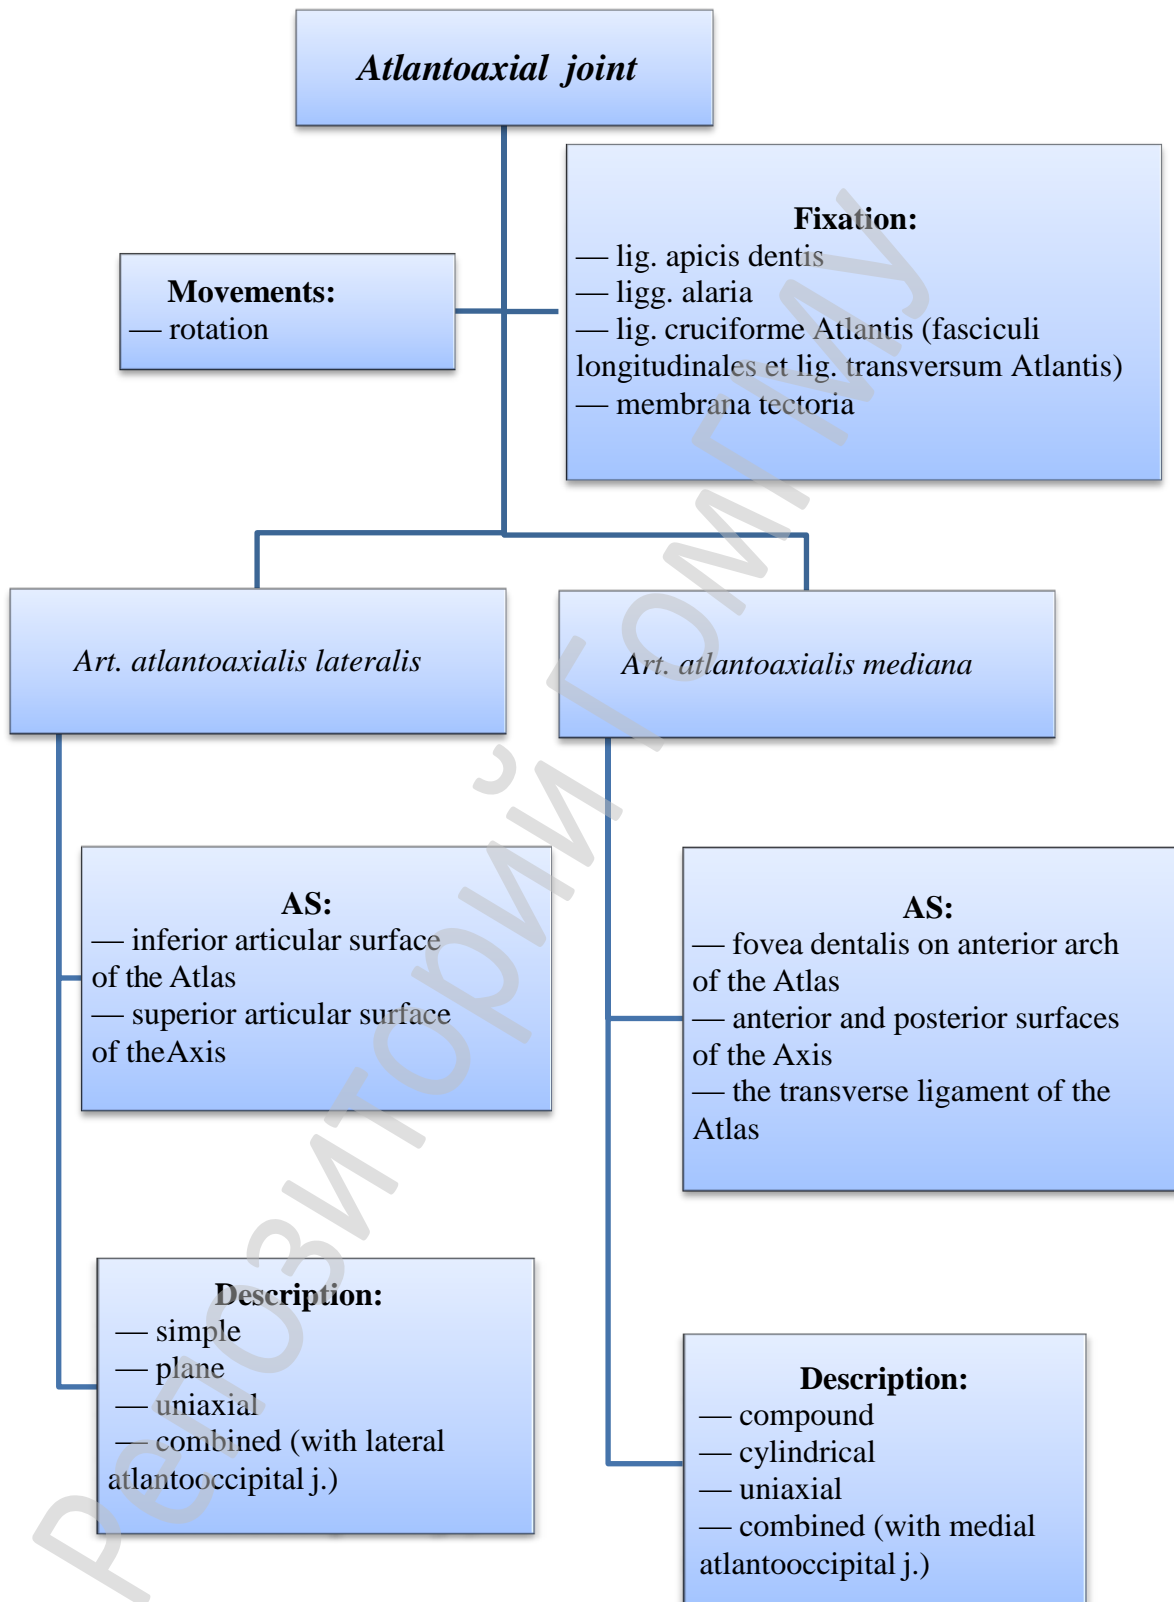 Atlantoaxial joint
Movements:
— rotation
Fixation:
— lig. apicis dentis
— ligg. alaria
— lig. cruciforme Atlantis (fasciculi
longitudinales et lig. transversum Atlantis)
— membrana tectoria
Art. atlantoaxialis lateralis
Art. atlantoaxialis mediana
AS:
— inferior articular surface
of the Atlas
— superior articular surface
of theAxis
AS:
— fovea dentalis on anterior arch
of the Atlas
— anterior and posterior surfaces
of the Axis
— the transverse ligament of the
Atlas
Description:
— simple
— plane
— uniaxial
— combined (with lateral
atlantooccipital j.)
Description:
— compound
— cylindrical
— uniaxial
— combined (with medial
atlantooccipital j.)
Репозиторий ГомГМУ